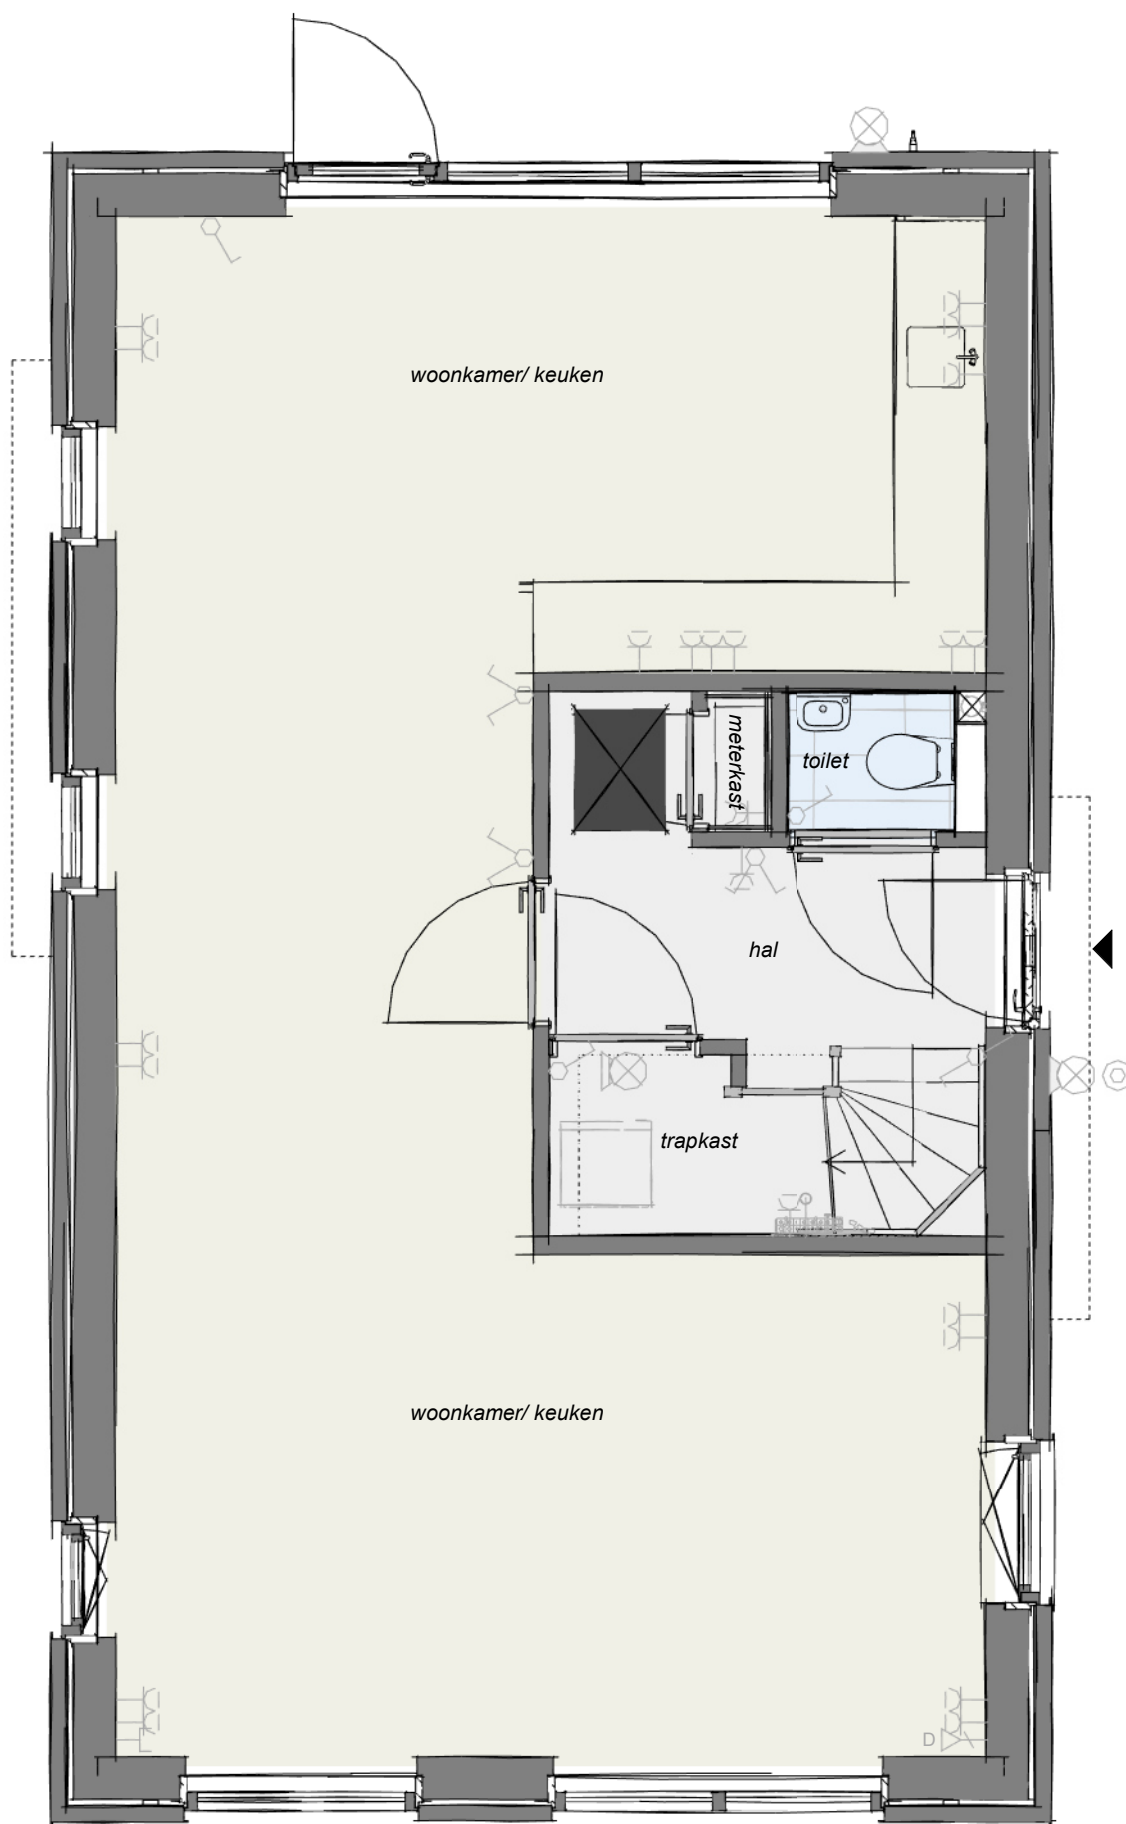 woonkamer/ keuken
meterkast
toilet
hal
trapkast
woonkamer/ keuken
D